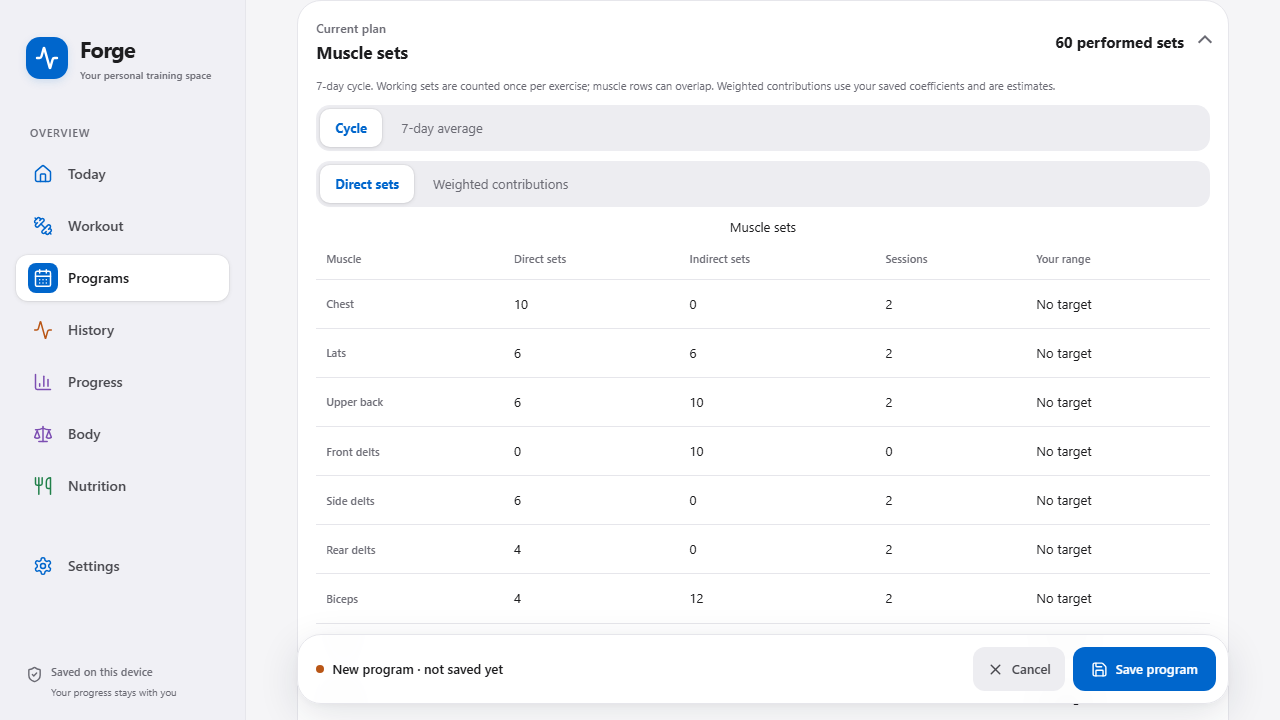 Forge
Your personal training space
OVERVIEW
Today
Workout
Programs
History
Progress
Body
Nutrition
Settings
Saved on this device
Your progress stays with you
Current plan
Muscle sets
60 performed sets
7-day cycle. Working sets are counted once per exercise; muscle rows can overlap. Weighted contributions use your saved coefficients and are estimates.
Cycle 7-day average
Direct sets Weighted contributions
Muscle sets
Muscle Direct sets Indirect sets Sessions Your range
Chest 10 0 2 No target
Lats 6 6 2 No target
Upper back 6 10 2 No target
Front delts 0 10 0 No target
Side delts 6 0 2 No target
Rear delts 4 0 2 No target
Biceps 4 12 2 No target
New program · not saved yet
Cancel Save program